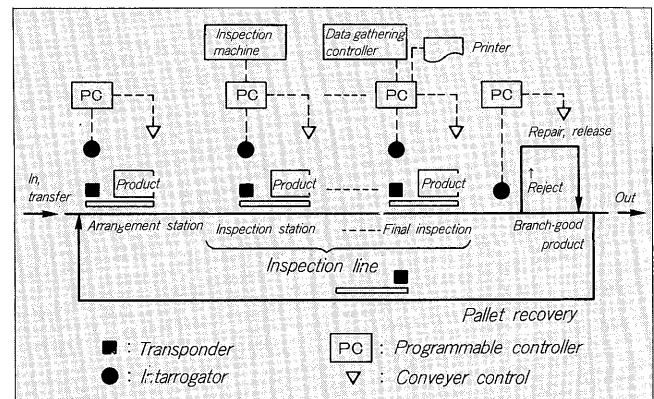 Inspection
machine
Data gathering
controller
Printer
PC
PC
PC
PC
Repair, release
In,
transfer
Product
Product
Product
Reject
Out
Arrangement station
Inspection station
Final inspection
Branch-good
product
Inspection line
Pallet recovery
: Transponder
PC : Programmable controller
: Intarrogator
: Conveyer control